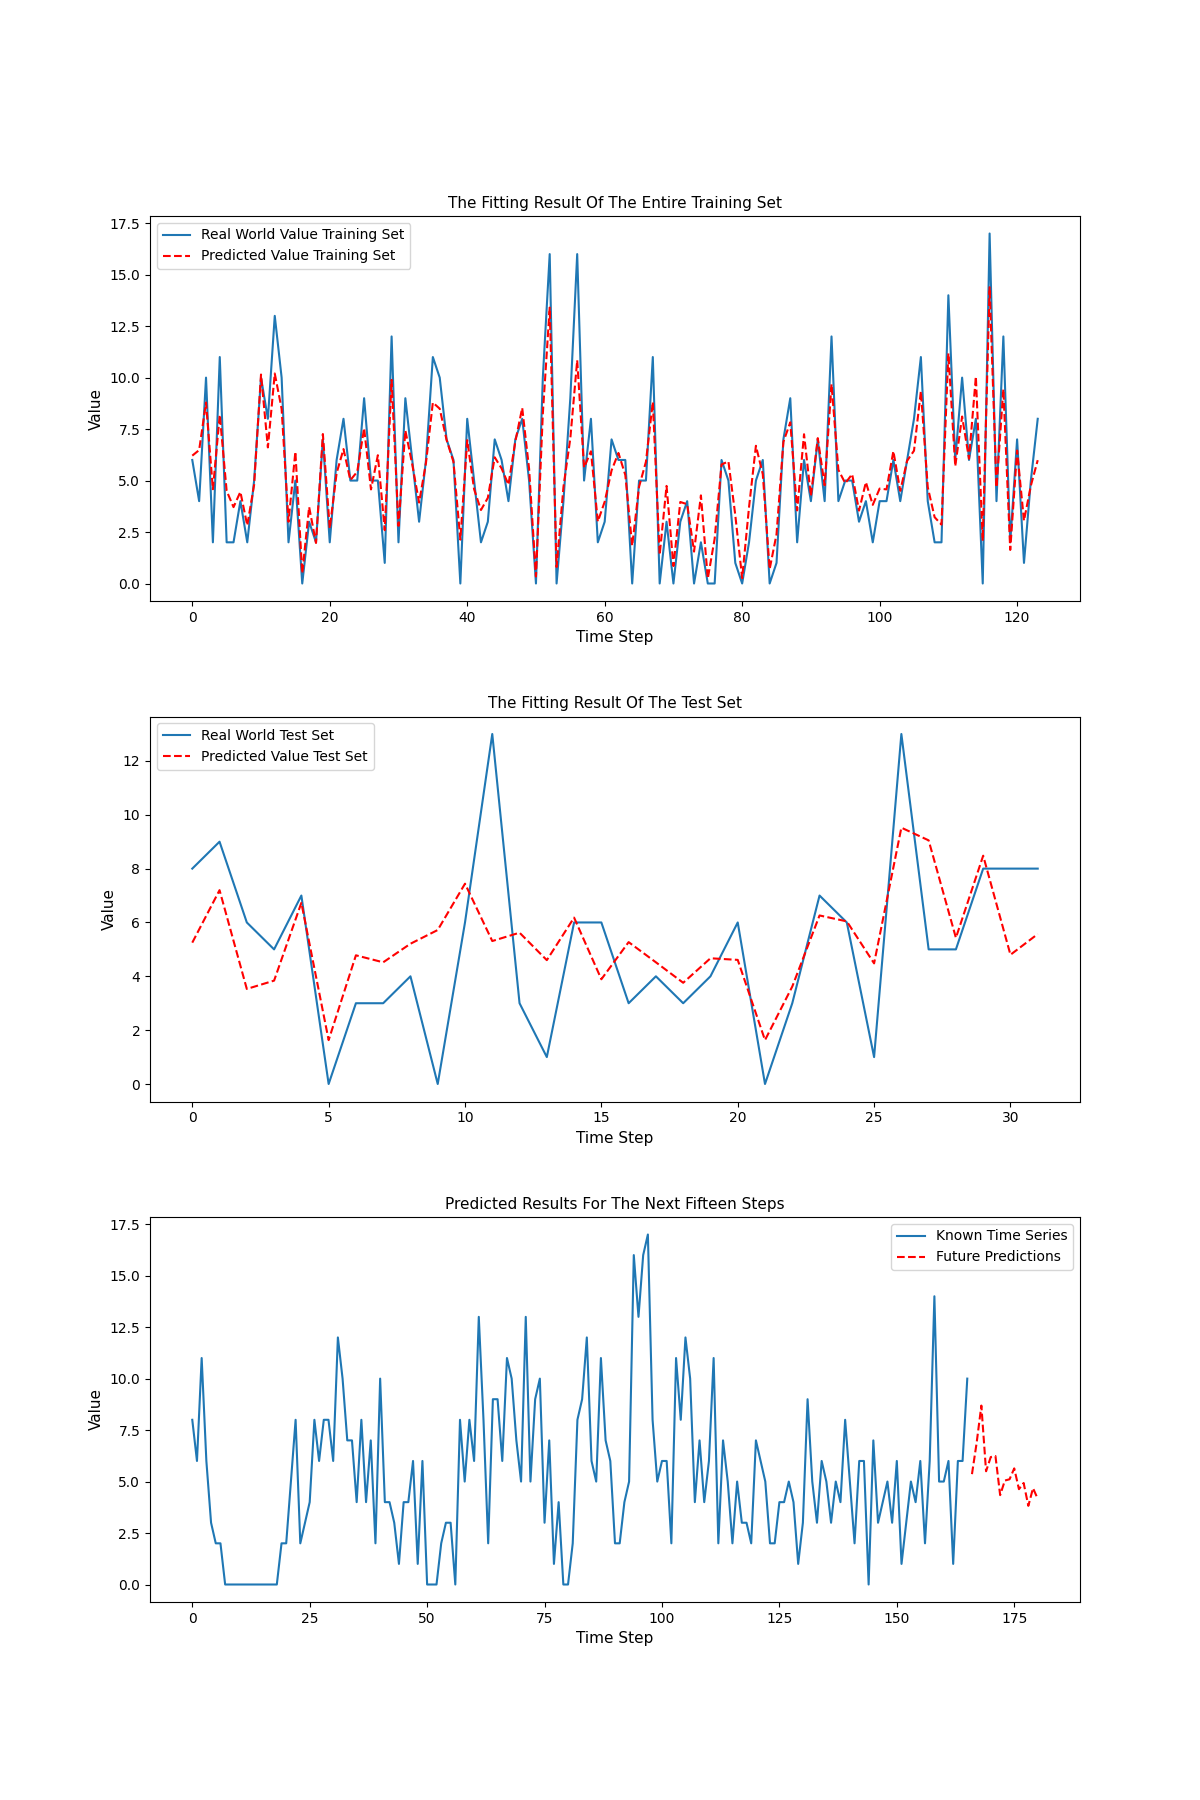 The Fitting Result Of The Entire Training Set
17.5
15.0
12.5
10.0
7.5
5.0
2.5
0.0
Value
Real World Value Training Set
Predicted Value Training Set
0 20 40 60 80 100 120
Time Step
The Fitting Result Of The Test Set
12
10
8
6
4
2
0
Value
Real World Test Set
Predicted Value Test Set
0 5 10 15 20 25 30
Time Step
Predicted Results For The Next Fifteen Steps
17.5
15.0
12.5
10.0
7.5
5.0
2.5
0.0
Value
Known Time Series
Future Predictions
0 25 50 75 100 125 150 175
Time Step